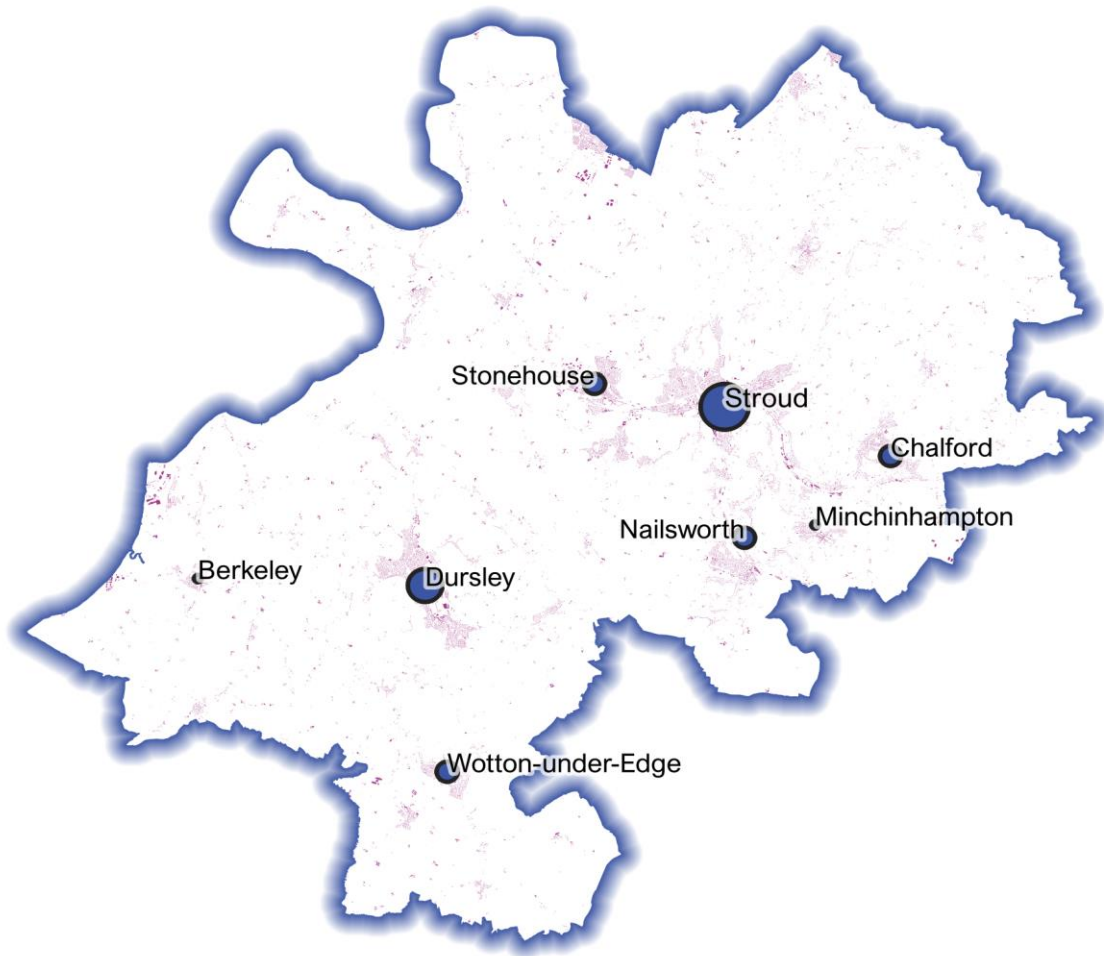 Stonehouse
Stroud
Chalford
Minchinhampton
Nailsworth
Berkeley
Dursley
Wotton-under-Edge